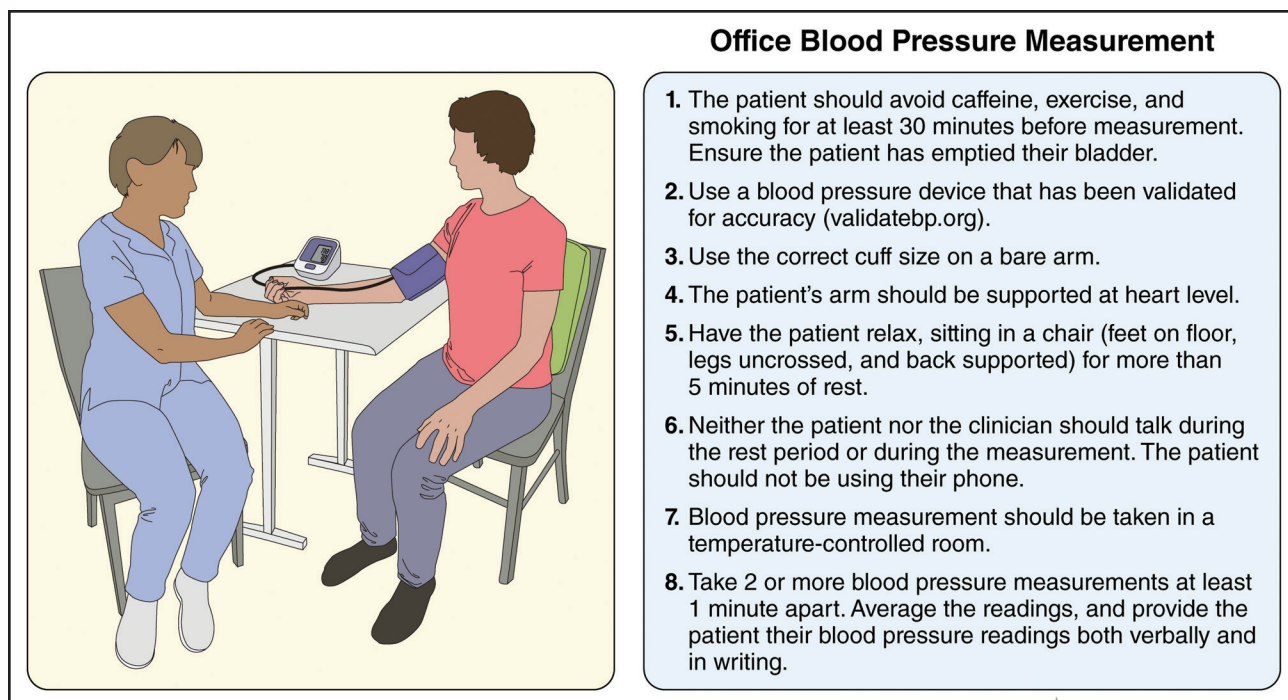 Office Blood Pressure Measurement
1. The patient should avoid caffeine, exercise, and
smoking for at least 30 minutes before measurement.
Ensure the patient has emptied their bladder.
2. Use a blood pressure device that has been validated
for accuracy (validatebp.org).
3. Use the correct cuff size on a bare arm.
4. The patient’s arm should be supported at heart level.
5. Have the patient relax, sitting in a chair (feet on floor,
legs uncrossed, and back supported) for more than
5 minutes of rest.
6. Neither the patient nor the clinician should talk during
the rest period or during the measurement. The patient
should not be using their phone.
7. Blood pressure measurement should be taken in a
temperature-controlled room.
8. Take 2 or more blood pressure measurements at least
1 minute apart. Average the readings, and provide the
patient their blood pressure readings both verbally and
in writing.